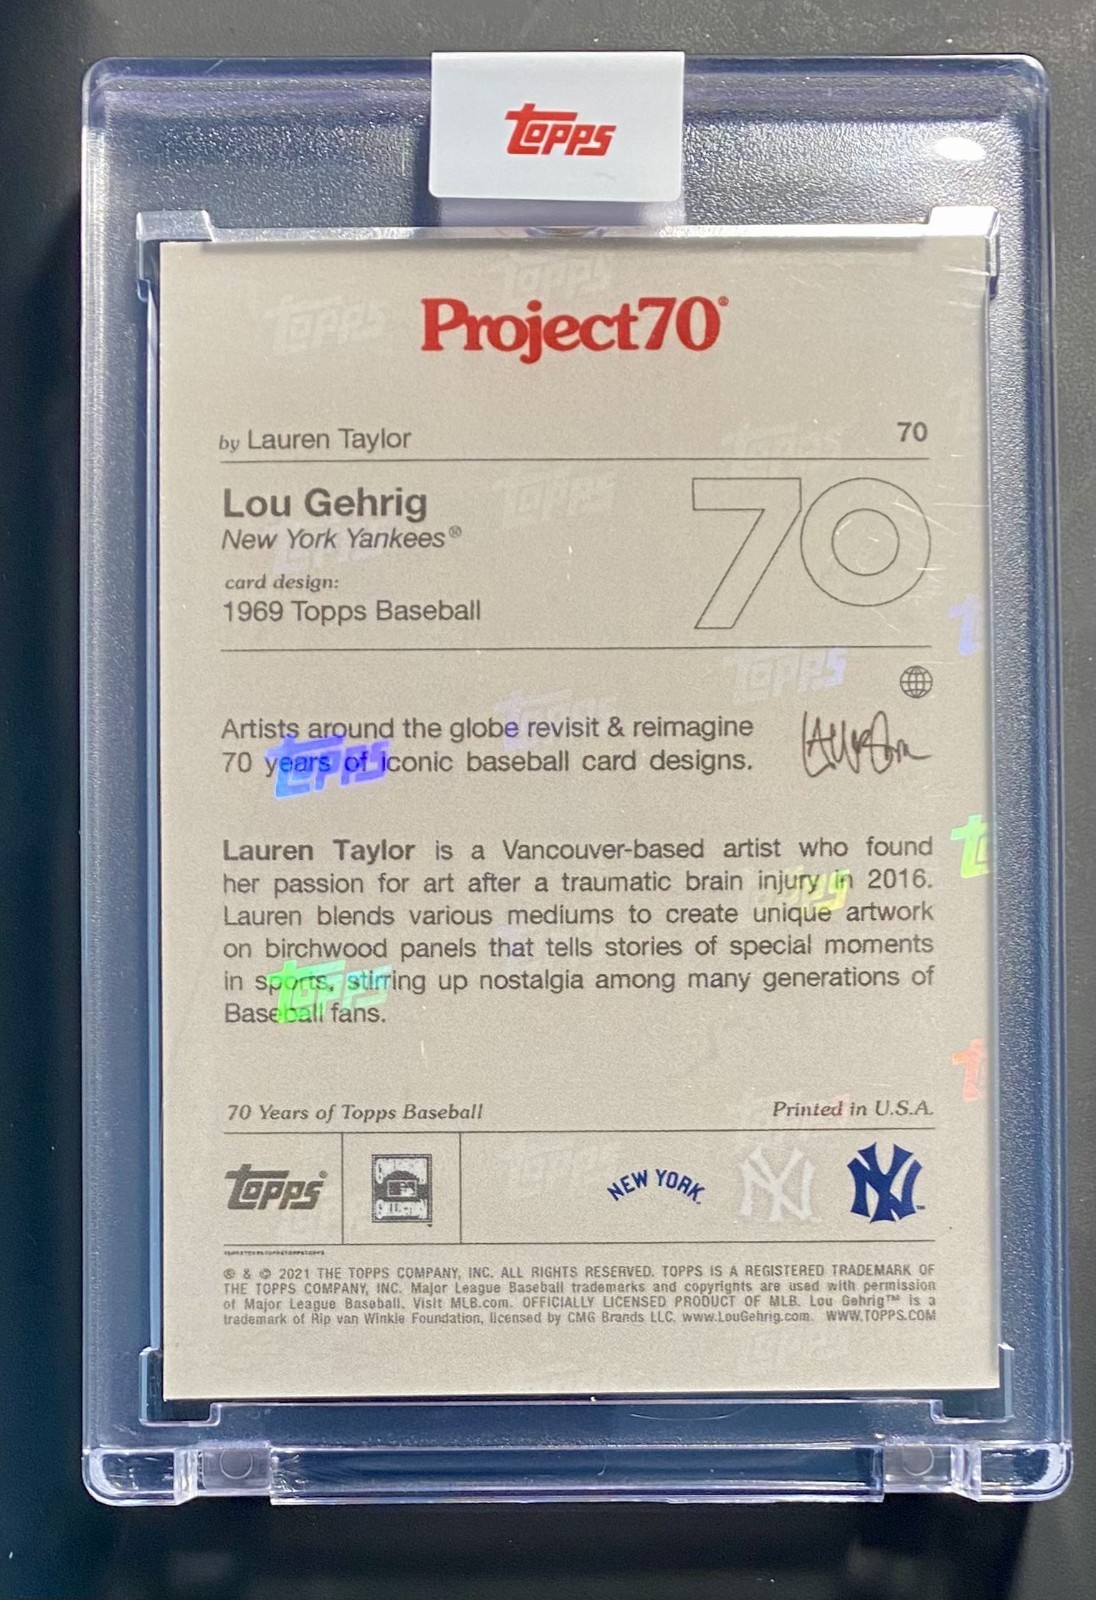 TOPPS
Project70®
by Lauren Taylor 70
Lou Gehrig
New York Yankees®
card design:
1969 Topps Baseball
70
Artists around the globe revisit & reimagine
70 years of iconic baseball card designs.
Lauren Taylor is a Vancouver-based artist who found
her passion for art after a traumatic brain injury in 2016.
Lauren blends various mediums to create unique artwork
on birchwood panels that tells stories of special moments
in sports, stirring up nostalgia among many generations of
Baseball fans.
70 Years of Topps Baseball Printed in U.S.A.
TOPPS® NEW YORK NY NY
® & © 2021 THE TOPPS COMPANY, INC. ALL RIGHTS RESERVED. TOPPS IS A REGISTERED TRADEMARK OF
THE TOPPS COMPANY, INC. Major League Baseball trademarks and copyrights are used with permission
of Major League Baseball. Visit MLB.com. OFFICIALLY LICENSED PRODUCT OF MLB. Lou Gehrig™ is a
trademark of Rip van Winkle Foundation, licensed by CMG Brands LLC. www.LouGehrig.com. WWW.TOPPS.COM